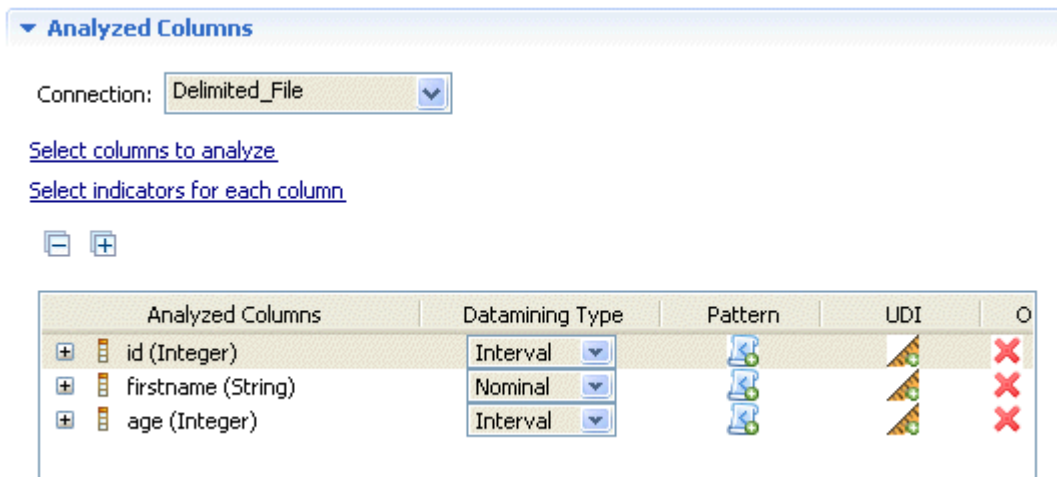 Analyzed Columns
Connection: Delimited_File
Select columns to analyze
Select indicators for each column
Analyzed Columns Datamining Type Pattern UDI O
id (Integer) Interval
firstname (String) Nominal
age (Integer) Interval